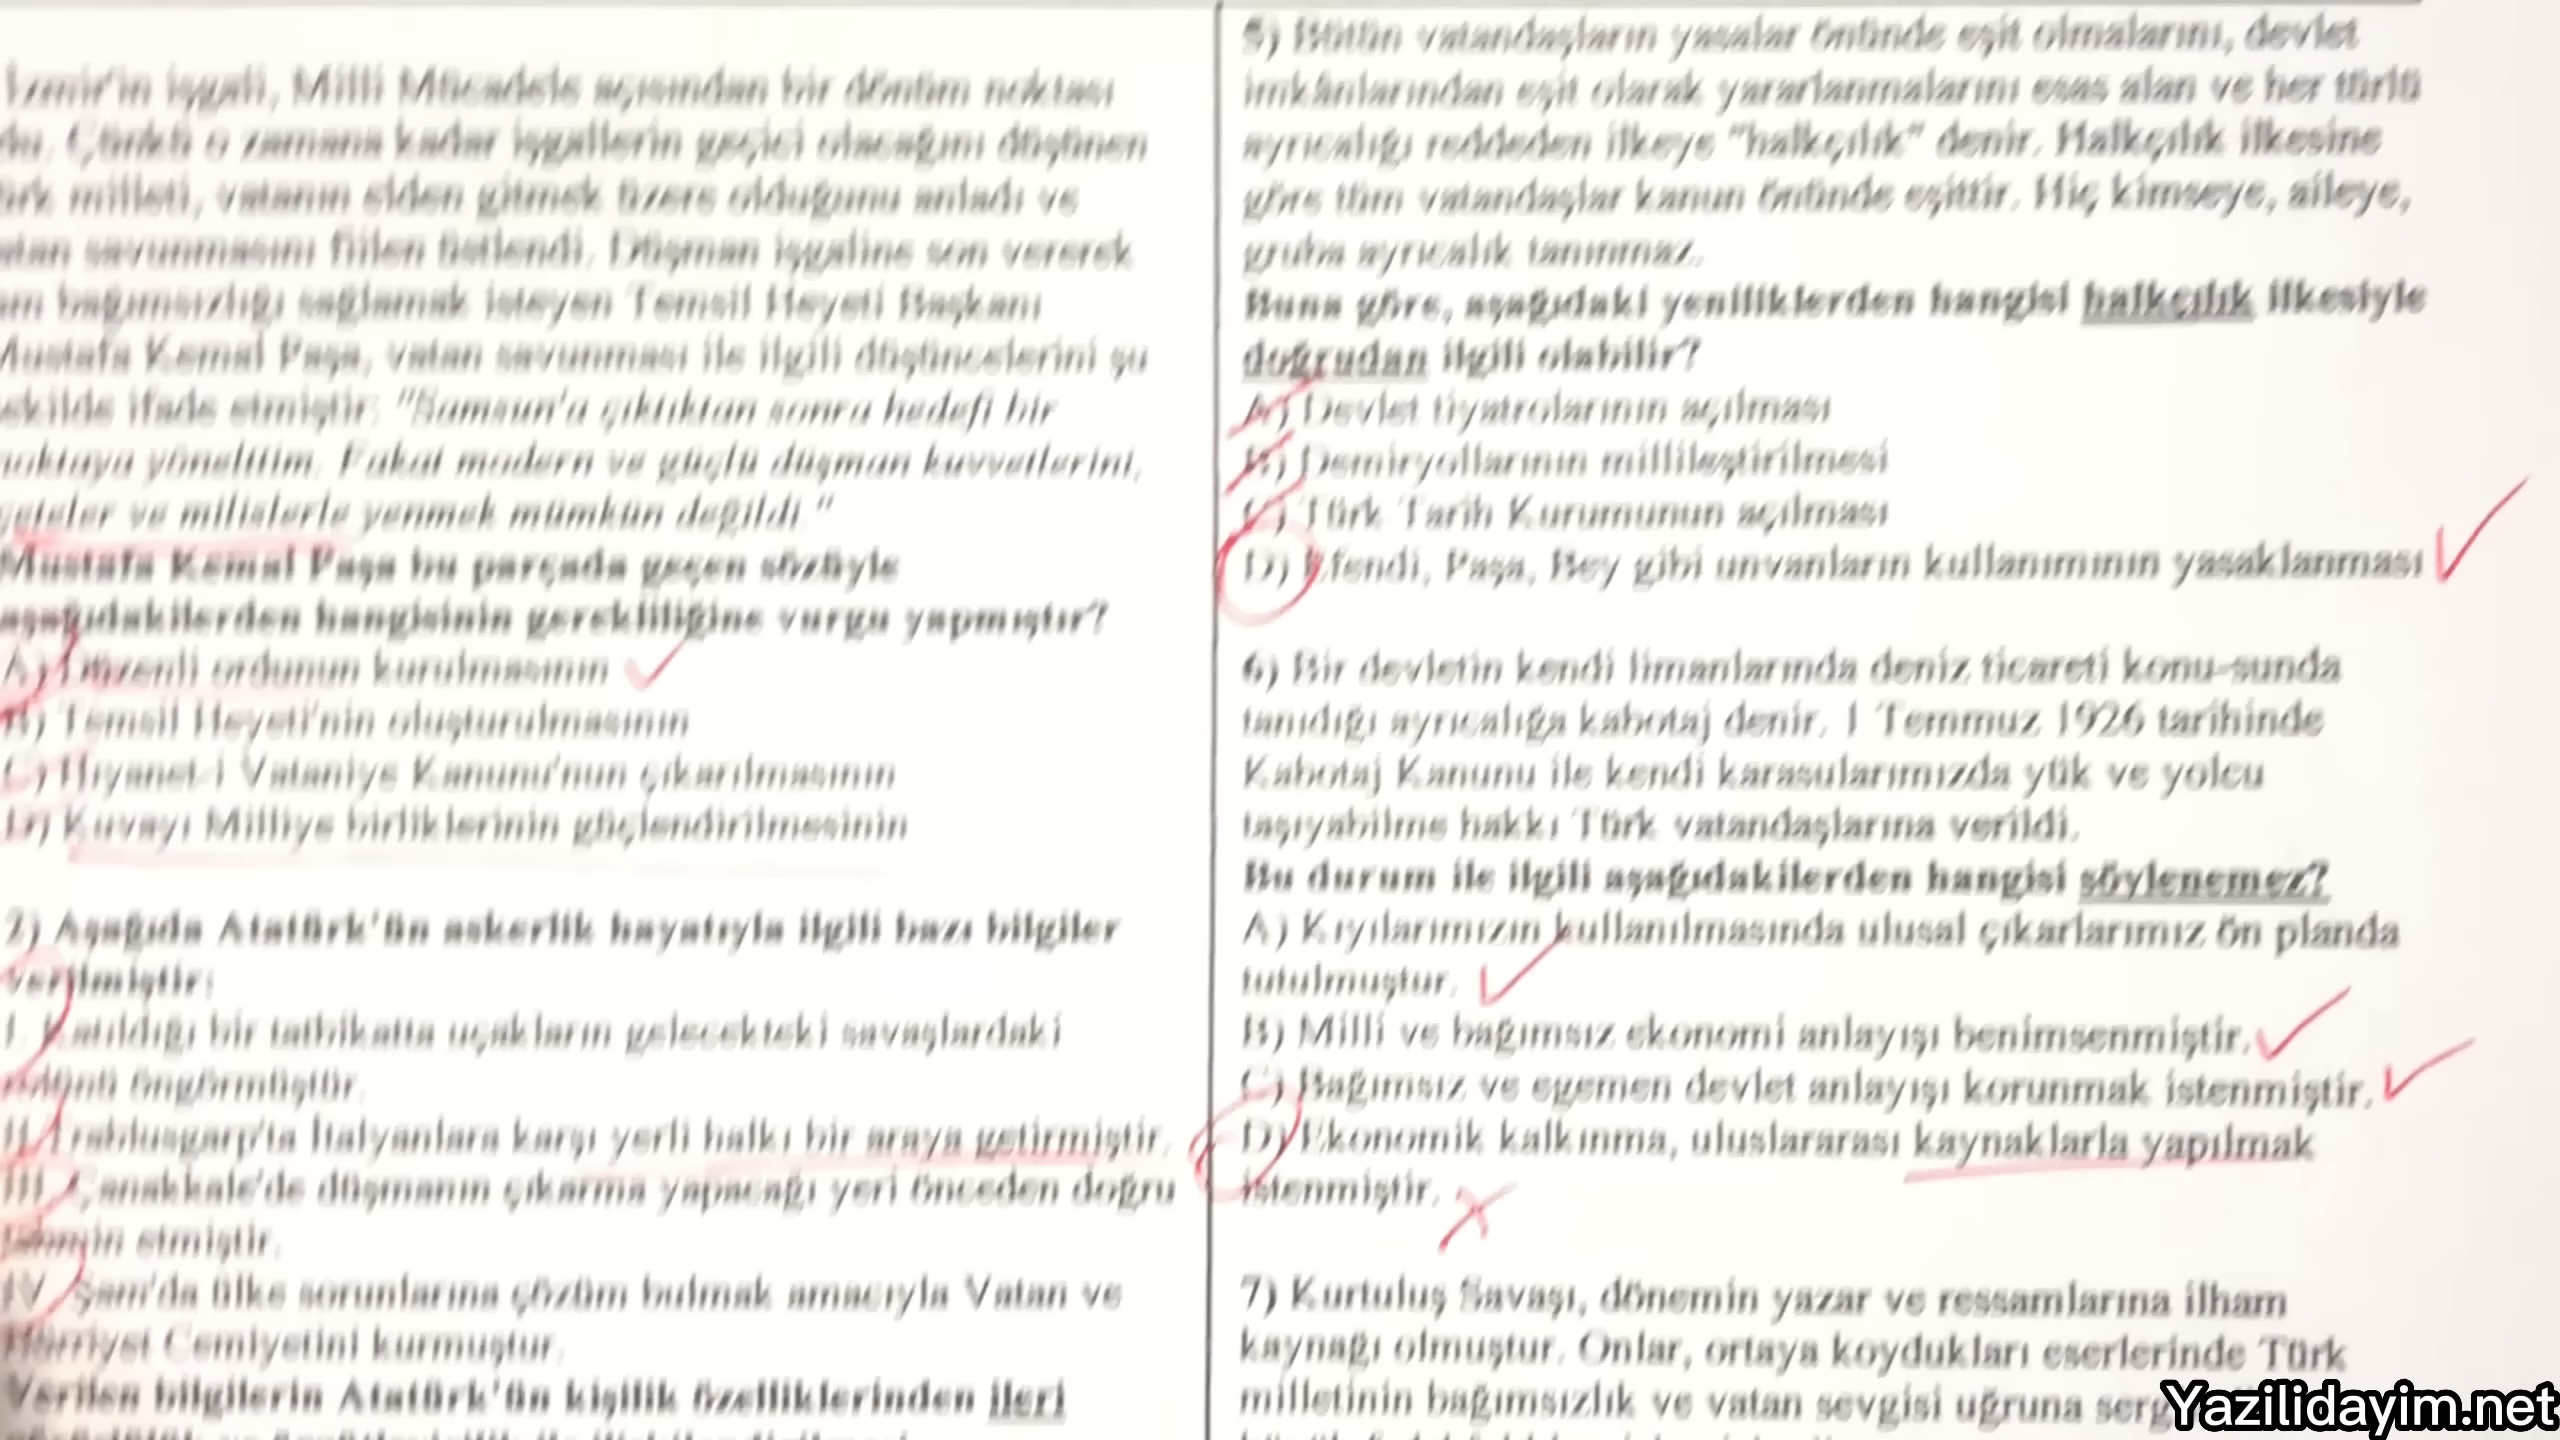 İzmir'in işgali, Milli Mücadele açısından bir dönüm noktası
du. Çünkü o zamana kadar işgallerin geçici olacağını düşünen
ürk milleti, vatanın elden gitmek üzere olduğunu anladı ve
atan savunmasını fiilen üstlendi. Düşman işgaline son vererek
am bağımsızlığı sağlamak isteyen Temsil Heyeti Başkanı
Mustafa Kemal Paşa, vatan savunması ile ilgili düşüncelerini şu
ekilde ifade etmiştir: "Samsun'a çıktıktan sonra hedefi bir
noktaya yönelttim. Fakat modern ve güçlü düşman kuvvetlerini,
çeteler ve milislerle yenmek mümkün değildi."
Mustafa Kemal Paşa bu parçada geçen sözüyle
aşağıdakilerden hangisinin gerekliliğine vurgu yapmıştır?
A) Düzenli ordunun kurulmasının
B) Temsil Heyeti'nin oluşturulmasının
C) Hıyanet-i Vataniye Kanunu'nun çıkarılmasının
D) Kuvayı Milliye birliklerinin güçlendirilmesinin
2) Aşağıda Atatürk'ün askerlik hayatıyla ilgili bazı bilgiler
verilmiştir:
I. Katıldığı bir tatbikatta uçakların gelecekteki savaşlardaki
rolünü öngörmüştür.
II. Trablusgarp'ta İtalyanlara karşı yerli halkı bir araya getirmiştir.
III. Çanakkale'de düşmanın çıkarma yapacağı yeri önceden doğru
tahmin etmiştir.
IV. Şam'da ülke sorunlarına çözüm bulmak amacıyla Vatan ve
Hürriyet Cemiyetini kurmuştur.
Verilen bilgilerin Atatürk'ün kişilik özelliklerinden ileri
5) Bütün vatandaşların yasalar önünde eşit olmalarını, devlet
imkânlarından eşit olarak yararlanmalarını esas alan ve her türlü
ayrıcalığı reddeden ilkeye "halkçılık" denir. Halkçılık ilkesine
göre tüm vatandaşlar kanun önünde eşittir. Hiç kimseye, aileye,
gruba ayrıcalık tanınmaz.
Buna göre, aşağıdaki yeniliklerden hangisi halkçılık ilkesiyle
doğrudan ilgili olabilir?
A) Devlet tiyatrolarının açılması
B) Demiryollarının millileştirilmesi
C) Türk Tarih Kurumunun açılması
D) Efendi, Paşa, Bey gibi unvanların kullanımının yasaklanması
6) Bir devletin kendi limanlarında deniz ticareti konu-sunda
tanıdığı ayrıcalığa kabotaj denir. 1 Temmuz 1926 tarihinde
Kabotaj Kanunu ile kendi karasularımızda yük ve yolcu
taşıyabilme hakkı Türk vatandaşlarına verildi.
Bu durum ile ilgili aşağıdakilerden hangisi söylenemez?
A) Kıyılarımızın kullanılmasında ulusal çıkarlarımız ön planda
tutulmuştur.
B) Milli ve bağımsız ekonomi anlayışı benimsenmiştir.
C) Bağımsız ve egemen devlet anlayışı korunmak istenmiştir.
D) Ekonomik kalkınma, uluslararası kaynaklarla yapılmak
istenmiştir.
7) Kurtuluş Savaşı, dönemin yazar ve ressamlarına ilham
kaynağı olmuştur. Onlar, ortaya koydukları eserlerinde Türk
milletinin bağımsızlık ve vatan sevgisi uğruna
Yazilidayim.net